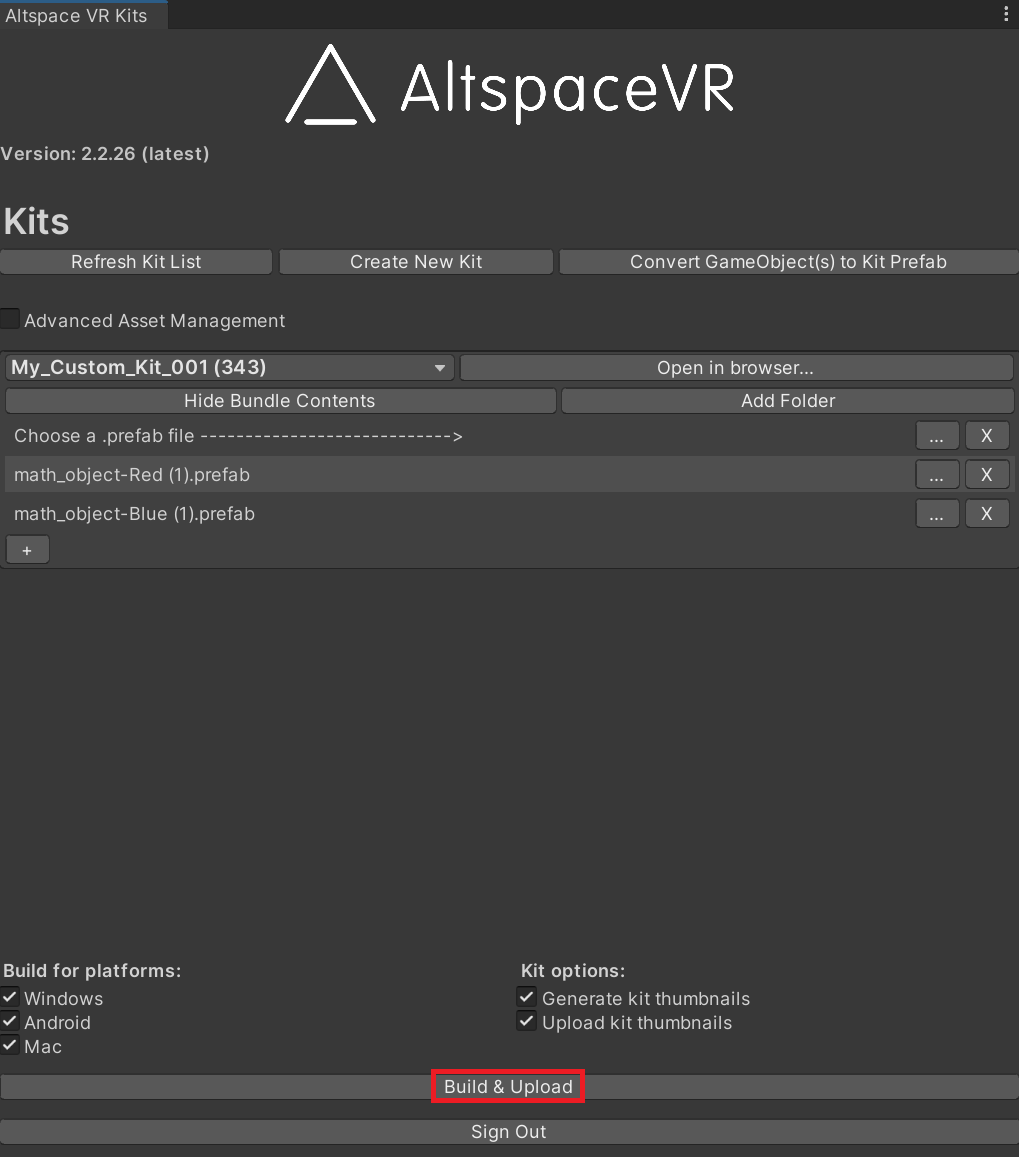 Altspace VR Kits
AltspaceVR
Version: 2.2.26 (latest)
Kits
Refresh Kit List Create New Kit Convert GameObject(s) to Kit Prefab
Advanced Asset Management
My_Custom_Kit_001 (343) Open in browser...
Hide Bundle Contents Add Folder
Choose a .prefab file ----------------------------> ... X
math_object-Red (1).prefab ... X
math_object-Blue (1).prefab ... X
+
Build for platforms: Kit options:
Windows Generate kit thumbnails
Android Upload kit thumbnails
Mac
Build & Upload
Sign Out